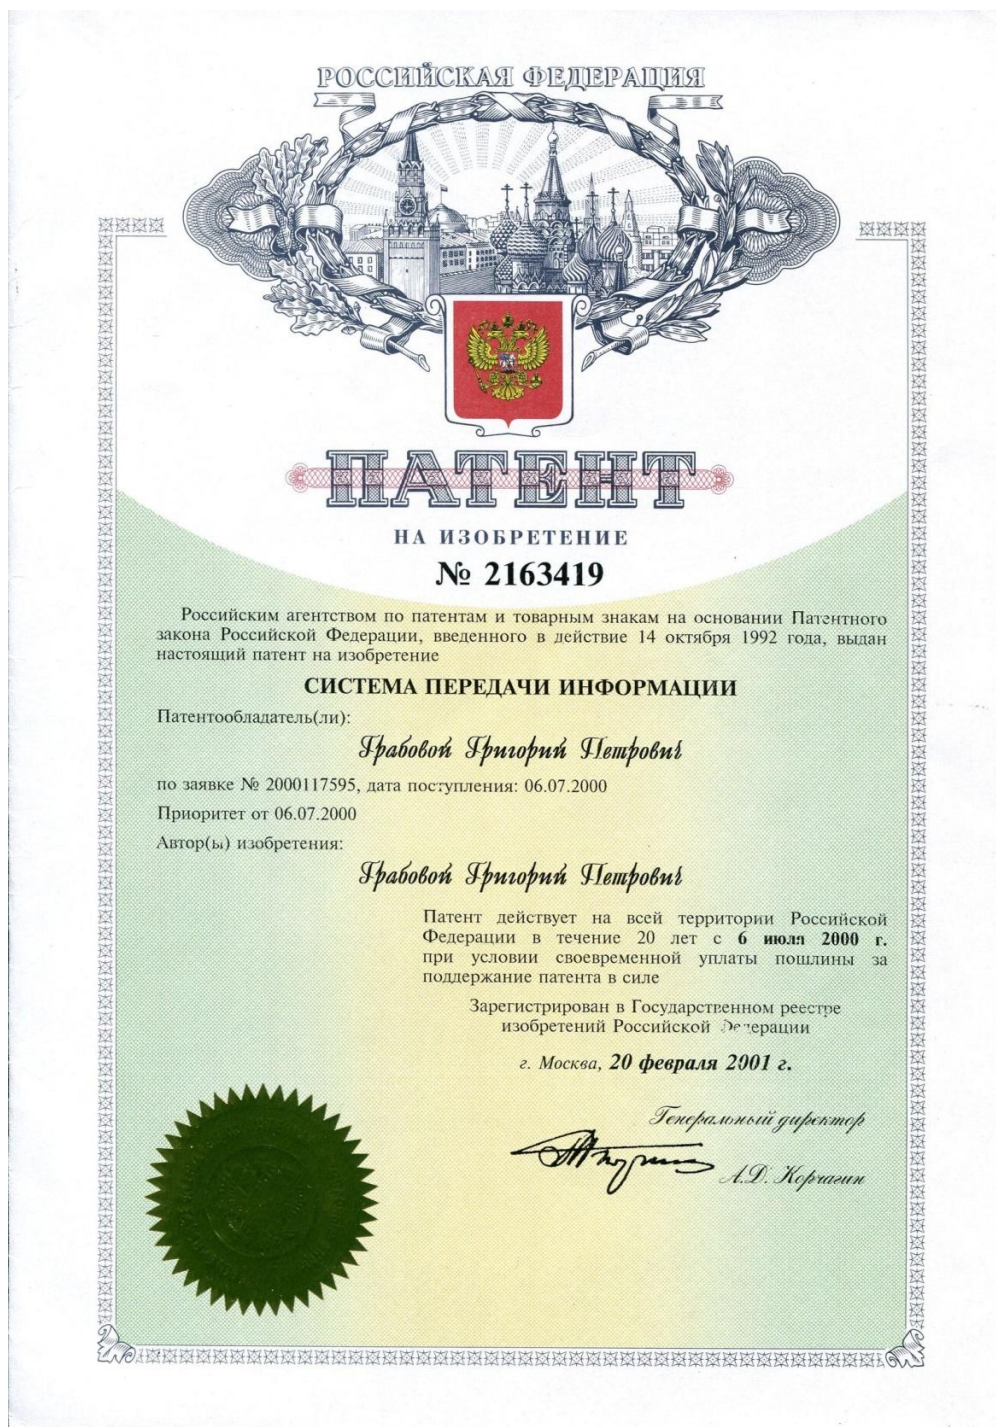 РОССИЙСКАЯ ФЕДЕРАЦИЯ
ПАТЕНТ
НА ИЗОБРЕТЕНИЕ
№ 2163419
Российским агентством по патентам и товарным знакам на основании Патентного
закона Российской Федерации, введенного в действие 14 октября 1992 года, выдан
настоящий патент на изобретение
СИСТЕМА ПЕРЕДАЧИ ИНФОРМАЦИИ
Патентообладатель(ли):
Грабовой Григорий Петрович
по заявке № 2000117595, дата поступления: 06.07.2000
Приоритет от 06.07.2000
Автор(ы) изобретения:
Грабовой Григорий Петрович
Патент действует на всей территории Российской
Федерации в течение 20 лет с 6 июля 2000 г.
при условии своевременной уплаты пошлины за
поддержание патента в силе
Зарегистрирован в Государственном реестре
изобретений Российской Федерации
г. Москва, 20 февраля 2001 г.
Генеральный директор
А.Д. Корчагин